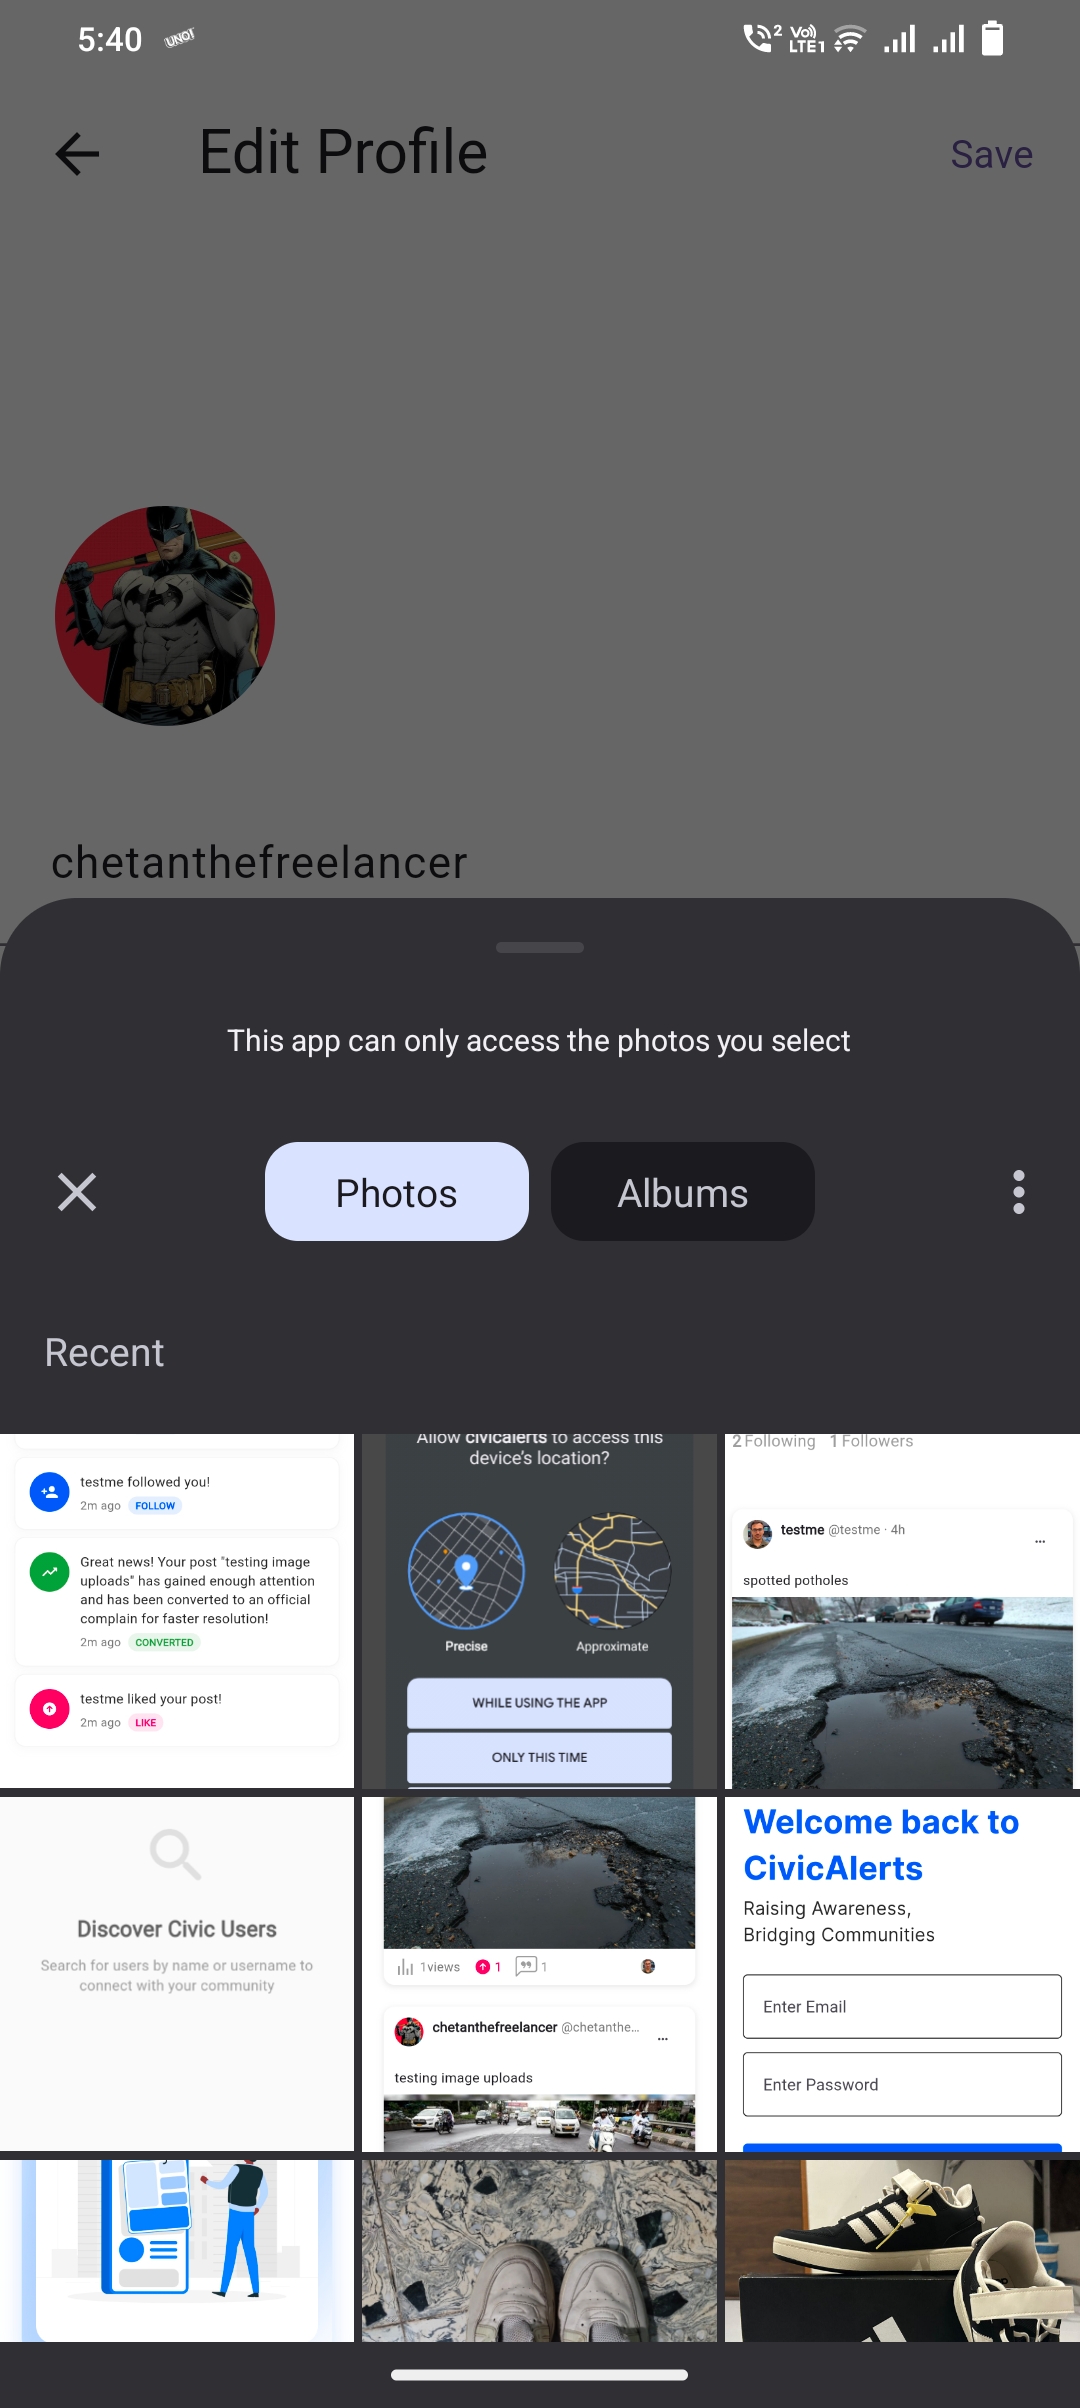 5:40 UNO!
2 Vo)) LTE1
Edit Profile
Save
chetanthefreelancer
This app can only access the photos you select
Photos
Albums
Recent
testme followed you!
2m ago FOLLOW
Great news! Your post "testing image
uploads" has gained enough attention
and has been converted to an official
complain for faster resolution!
2m ago CONVERTED
testme liked your post!
2m ago LIKE
Allow civicalerts to access this
device's location?
Precise
Approximate
WHILE USING THE APP
ONLY THIS TIME
2 Following 1 Followers
testme @testme · 4h
...
spotted potholes
Discover Civic Users
Search for users by name or username to
connect with your community
1views 1 1
chetanthefreelancer @chetanthe...
...
testing image uploads
Welcome back to
CivicAlerts
Raising Awareness,
Bridging Communities
Enter Email
Enter Password